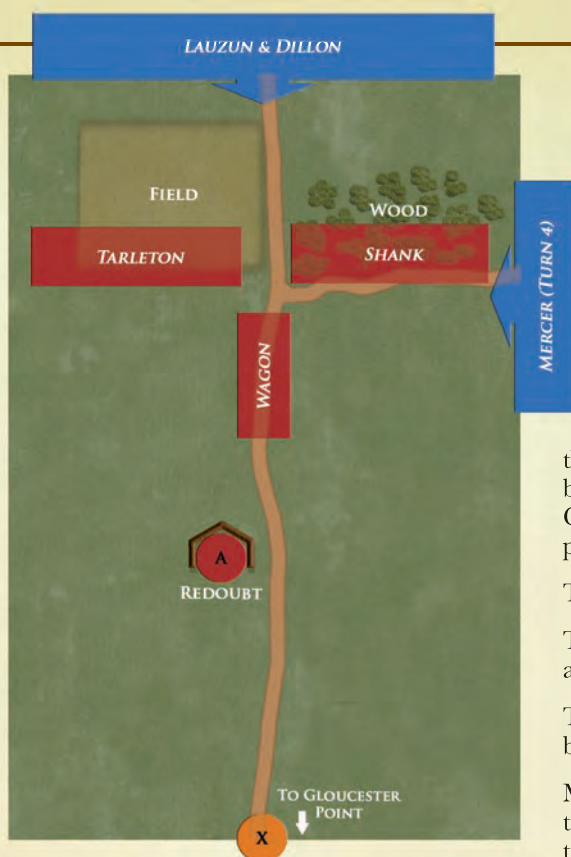 LAUZUN & DILLON
FIELD
WOOD
TARLETON
SHANK
MERCER (TURN 4)
WAGON
A
REDOUBT
TO GLOUCESTER
POINT
X
t
b
C
p
T
T
a
T
b
M
t
t